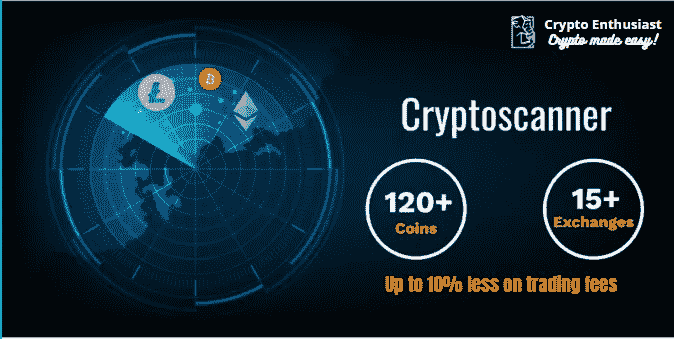 Crypto Enthusiast
Crypto made easy!
Cryptoscanner
120+
Coins
15+
Exchanges
Up to 10% less on trading fees